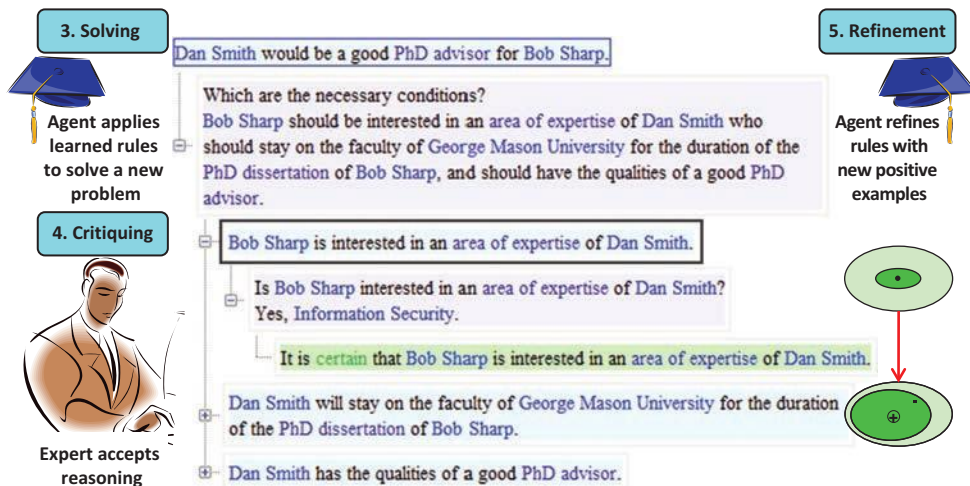 3. Solving
Agent applies
learned rules
to solve a new
problem
4. Critiquing
Expert accepts
reasoning
Dan Smith would be a good PhD advisor for Bob Sharp.
Which are the necessary conditions?
Bob Sharp should be interested in an area of expertise of Dan Smith who
should stay on the faculty of George Mason University for the duration of the
PhD dissertation of Bob Sharp, and should have the qualities of a good PhD
advisor.
Bob Sharp is interested in an area of expertise of Dan Smith.
Is Bob Sharp interested in an area of expertise of Dan Smith?
Yes, Information Security.
It is certain that Bob Sharp is interested in an area of expertise of Dan Smith.
Dan Smith will stay on the faculty of George Mason University for the duration
of the PhD dissertation of Bob Sharp.
Dan Smith has the qualities of a good PhD advisor.
5. Refinement
Agent refines
rules with
new positive
examples